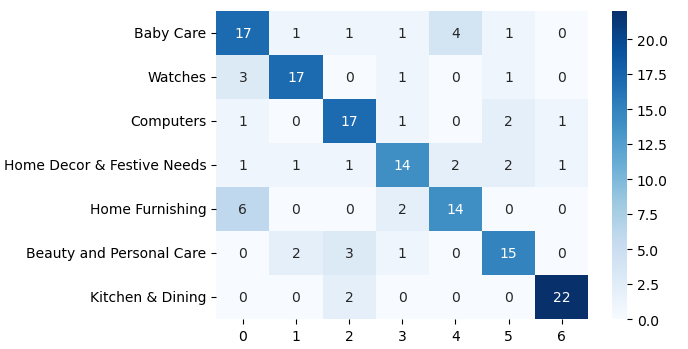 Baby Care 17 1 1 1 4 1 0
Watches 3 17 0 1 0 1 0
Computers 1 0 17 1 0 2 1
Home Decor & Festive Needs 1 1 1 14 2 2 1
Home Furnishing 6 0 0 2 14 0 0
Beauty and Personal Care 0 2 3 1 0 15 0
Kitchen & Dining 0 0 2 0 0 0 22
0 1 2 3 4 5 6
20.0
17.5
15.0
12.5
10.0
7.5
5.0
2.5
0.0